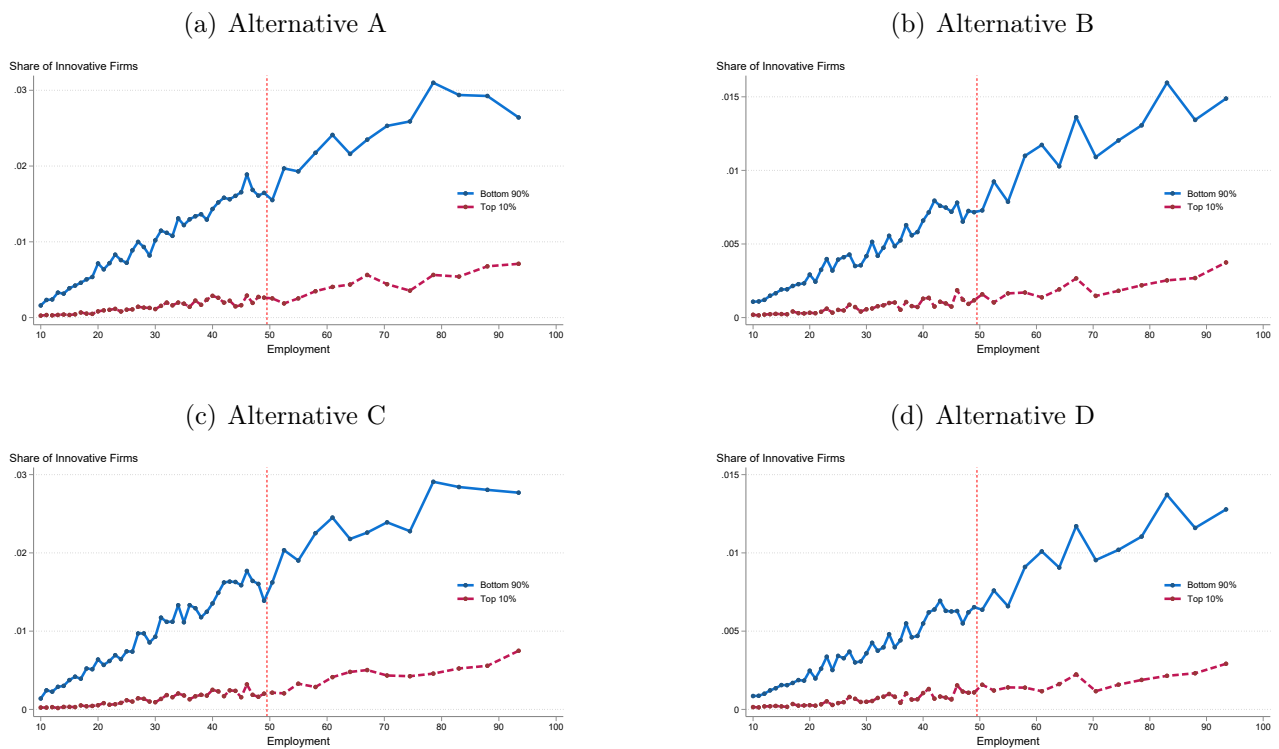 (a) Alternative A
Share of Innovative Firms
.03
.02
.01
0
10 20 30 40 50 60 70 80 90 100
Employment
Bottom 90%
Top 10%
(b) Alternative B
Share of Innovative Firms
.015
.01
.005
0
10 20 30 40 50 60 70 80 90 100
Employment
Bottom 90%
Top 10%
(c) Alternative C
Share of Innovative Firms
.03
.02
.01
0
10 20 30 40 50 60 70 80 90 100
Employment
Bottom 90%
Top 10%
(d) Alternative D
Share of Innovative Firms
.015
.01
.005
0
10 20 30 40 50 60 70 80 90 100
Employment
Bottom 90%
Top 10%